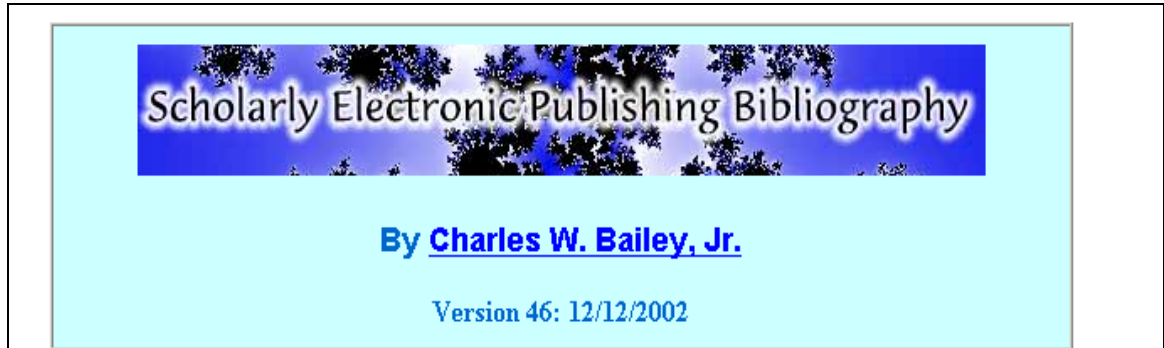 Scholarly Electronic Publishing Bibliography
By Charles W. Bailey, Jr.
Version 46: 12/12/2002